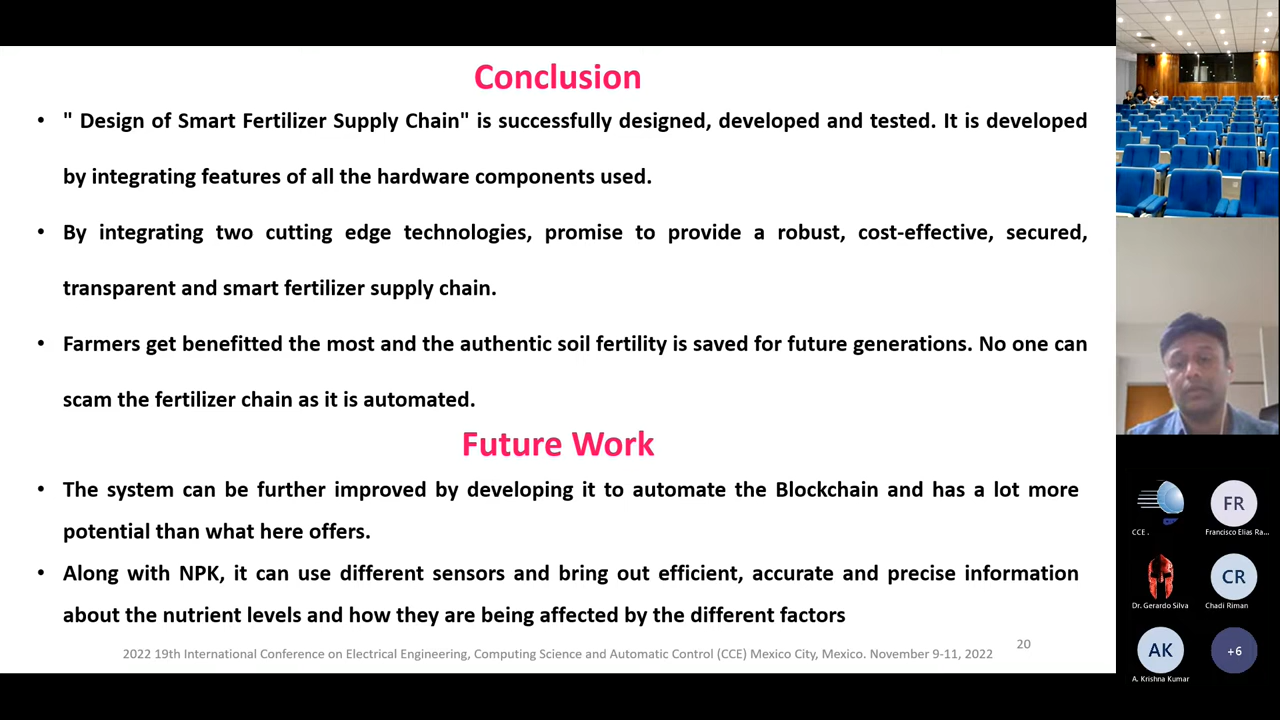 Conclusion
• " Design of Smart Fertilizer Supply Chain" is successfully designed, developed and tested. It is developed
by integrating features of all the hardware components used.
• By integrating two cutting edge technologies, promise to provide a robust, cost-effective, secured,
transparent and smart fertilizer supply chain.
• Farmers get benefitted the most and the authentic soil fertility is saved for future generations. No one can
scam the fertilizer chain as it is automated.
Future Work
• The system can be further improved by developing it to automate the Blockchain and has a lot more
potential than what here offers.
• Along with NPK, it can use different sensors and bring out efficient, accurate and precise information
about the nutrient levels and how they are being affected by the different factors
2022 19th International Conference on Electrical Engineering, Computing Science and Automatic Control (CCE) Mexico City, Mexico. November 9-11, 2022
20
CCE .
FR
Francisco Elias Ra...
Dr. Gerardo Silva
CR
Chadi Riman
AK
A. Krishna Kumar
+6